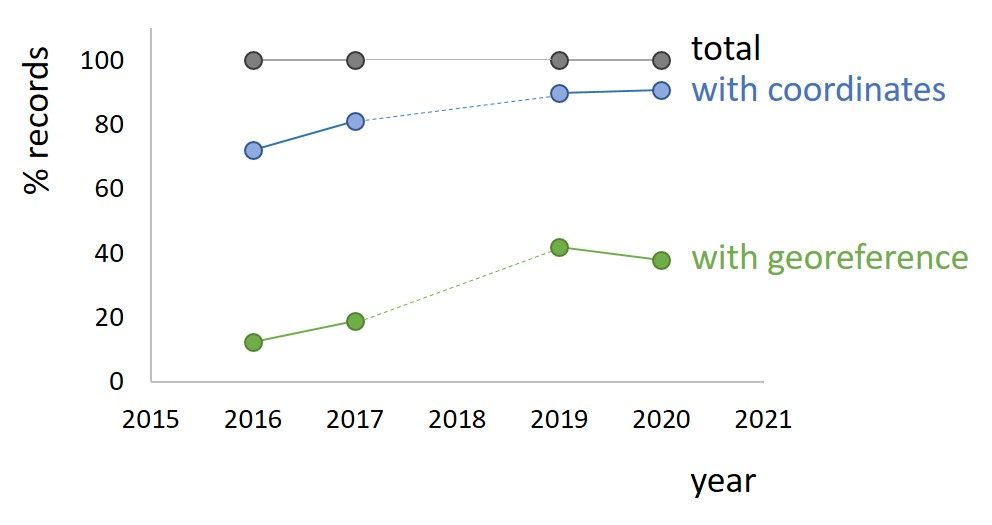 total
100
with coordinates
80
% records
60
40
with georeference
20
0
2015 2016 2017 2018 2019 2020 2021
year